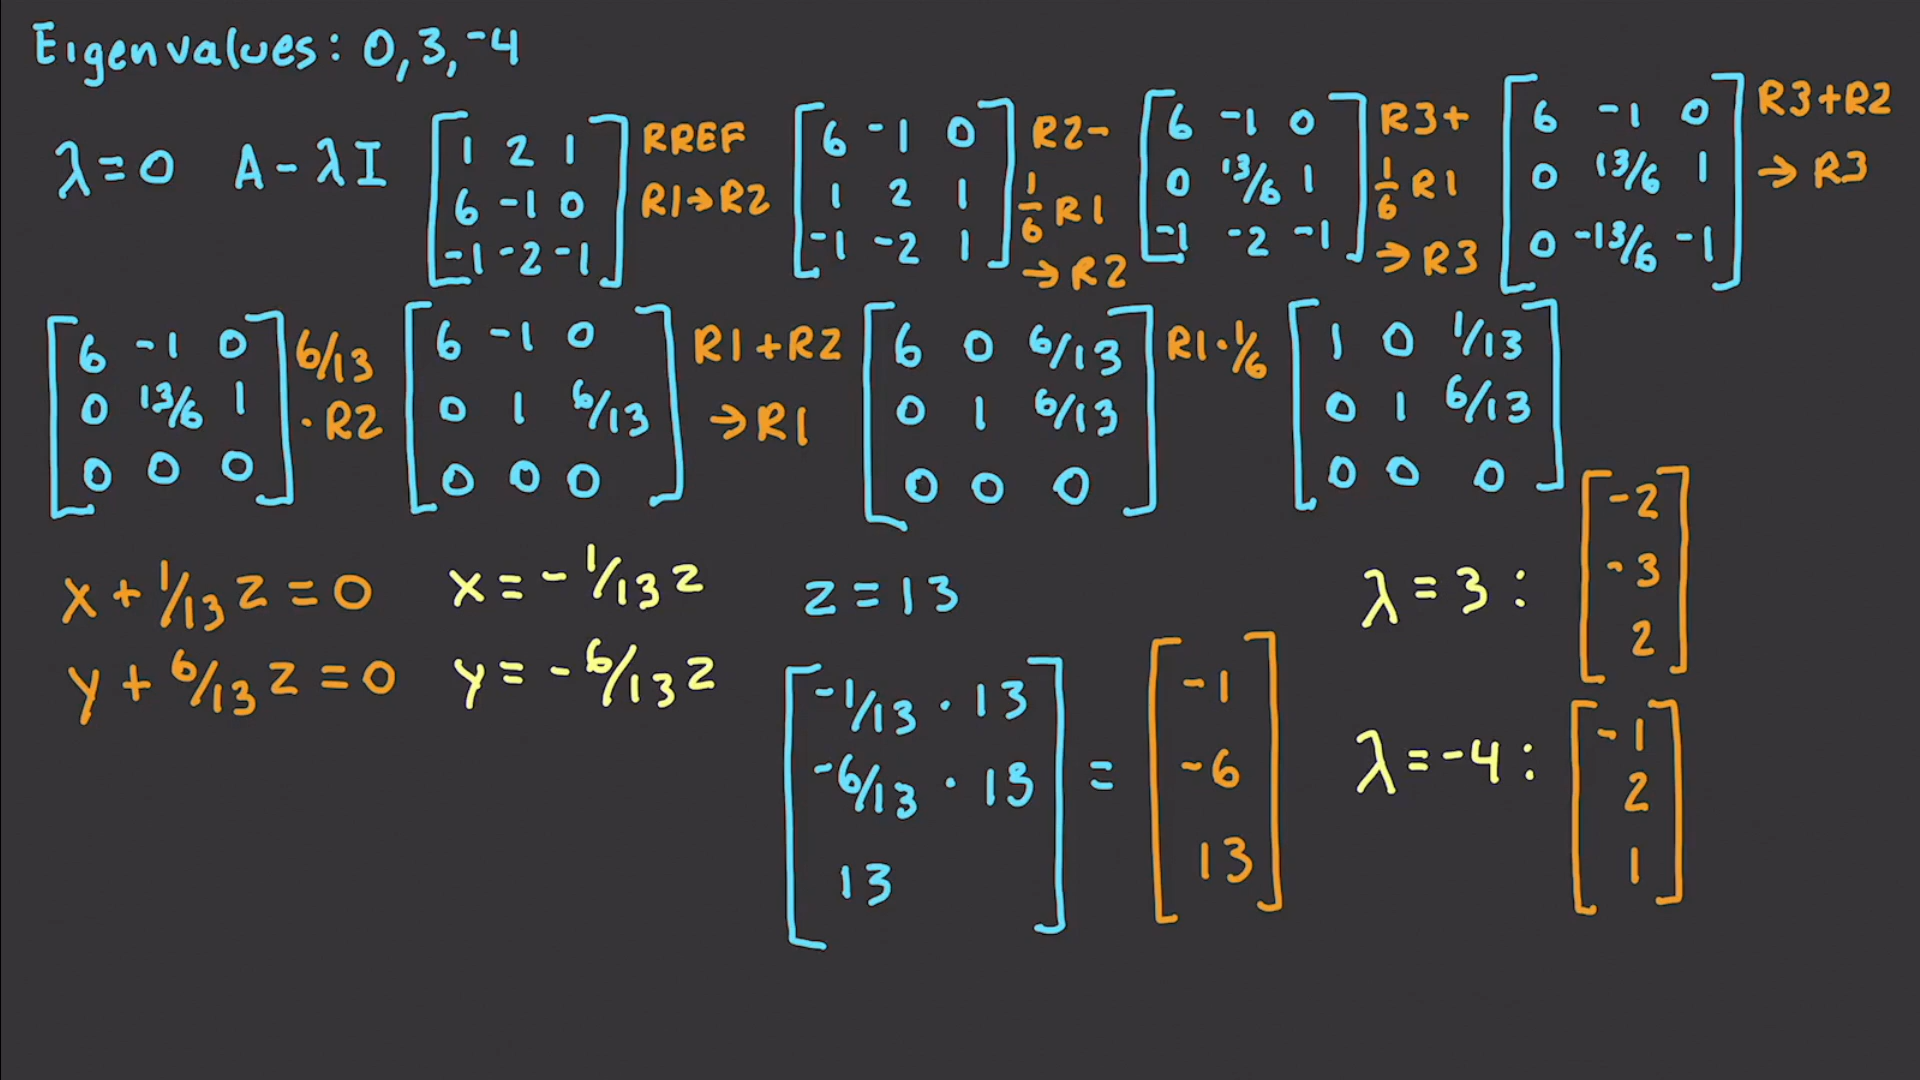 Eigenvalues: 0, 3, -4
λ = 0 A - λI [1 2 1; 6 -1 0; -1 -2 -1] RREF R1→R2 [6 -1 0; 1 2 1; -1 -2 1] R2- 1/6 R1 → R2 [6 -1 0; 0 13/6 1; -1 -2 -1] R3+ 1/6 R1 → R3 [6 -1 0; 0 13/6 1; 0 -13/6 -1] R3+R2 → R3
[6 -1 0; 0 13/6 1; 0 0 0] 6/13 · R2 [6 -1 0; 0 1 6/13; 0 0 0] R1+R2 → R1 [6 0 6/13; 0 1 6/13; 0 0 0] R1·1/6 [1 0 1/13; 0 1 6/13; 0 0 0]
x + 1/13 z = 0 x = -1/13 z z = 13 λ = 3: [-2; -3; 2]
y + 6/13 z = 0 y = -6/13 z
[-1/13 · 13; -6/13 · 13; 13] = [-1; -6; 13] λ = -4: [-1; 2; 1]